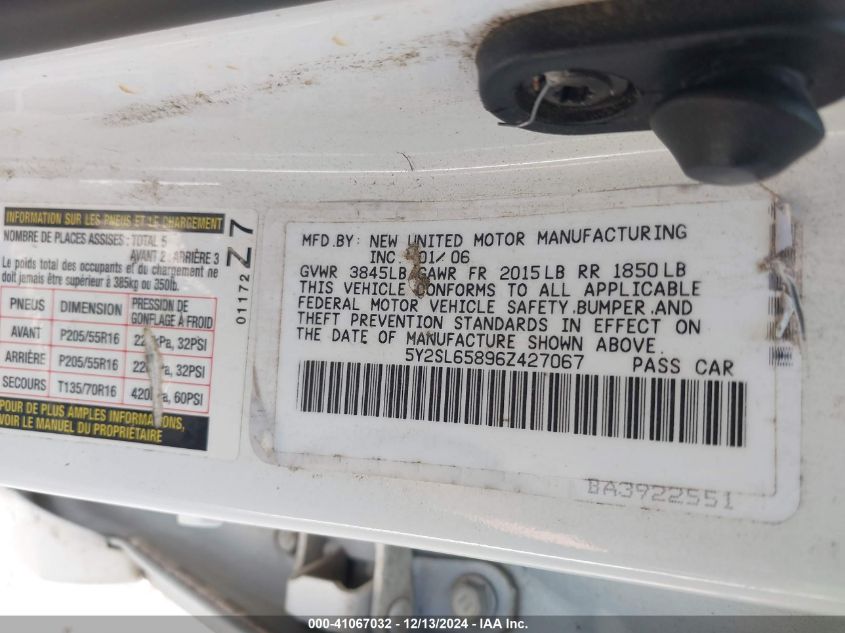 INFORMATION SUR LES PNEUS ET LE CHARGEMENT
NOMBRE DE PLACES ASSISES: TOTAL 5
AVANT 2 ARRIÈRE 3
Le poids total des occupants et du chargement ne
doit jamais être supérieur à 385kg ou 350lb.
PNEUS DIMENSION PRESSION DE GONFLAGE À FROID
AVANT P205/55R16 220kPa, 32PSI
ARRIÈRE P205/55R16 220kPa, 32PSI
SECOURS T135/70R16 420kPa, 60PSI
POUR DE PLUS AMPLES INFORMATIONS,
VOIR LE MANUEL DU PROPRIÉTAIRE
01172 Z7
MFD.BY: NEW UNITED MOTOR MANUFACTURING
INC. 01/06
GVWR 3845LB GAWR FR 2015LB RR 1850LB
THIS VEHICLE CONFORMS TO ALL APPLICABLE
FEDERAL MOTOR VEHICLE SAFETY,BUMPER,AND
THEFT PREVENTION STANDARDS IN EFFECT ON
THE DATE OF MANUFACTURE SHOWN ABOVE.
5Y2SL65896Z427067 PASS CAR
BA3922551
000-41067032 - 12/13/2024 - IAA, Inc.